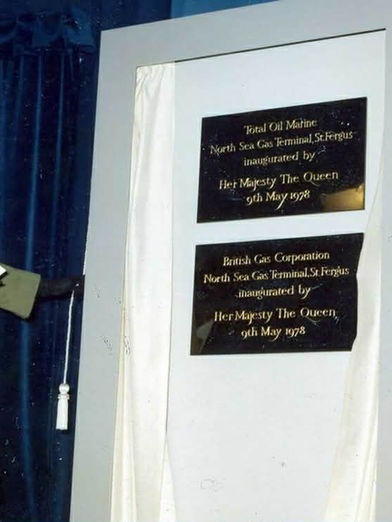 Total Oil Marine
North Sea Gas Terminal, St.Fergus
inaugurated by
Her Majesty The Queen
9th May 1978
British Gas Corporation
North Sea Gas Terminal, St.Fergus
inaugurated by
Her Majesty The Queen
9th May 1978